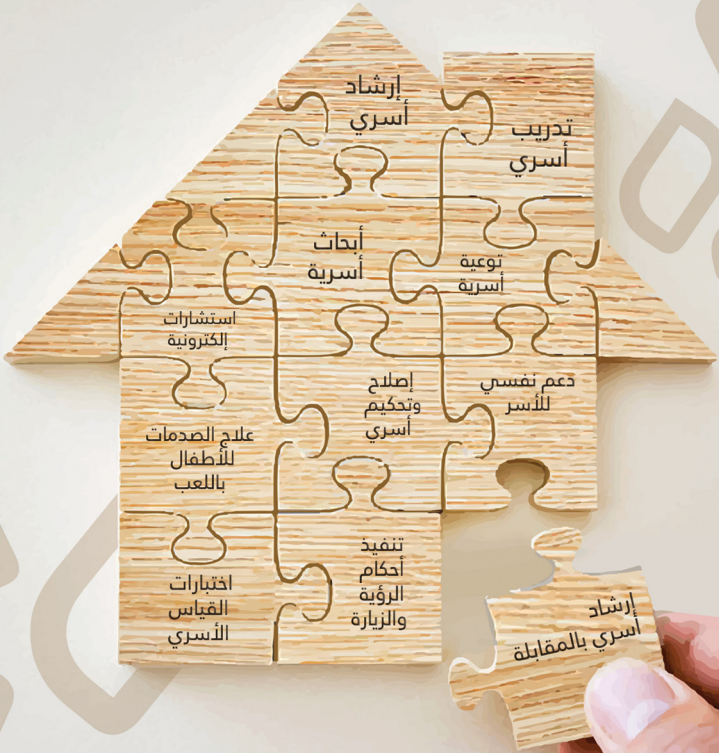 إرشاد
أسري
تدريب
أسري
أبحاث
أسرية
توعية
أسرية
استشارات
إلكترونية
إصلاح
وتحكيم
أسري
دعم نفسي
للأسر
علاج الصدمات
للأطفال
باللعب
تنفيذ
أحكام
الرؤية
والزيارة
اختبارات
القياس
الأسري
إرشاد
أسري بالمقابلة